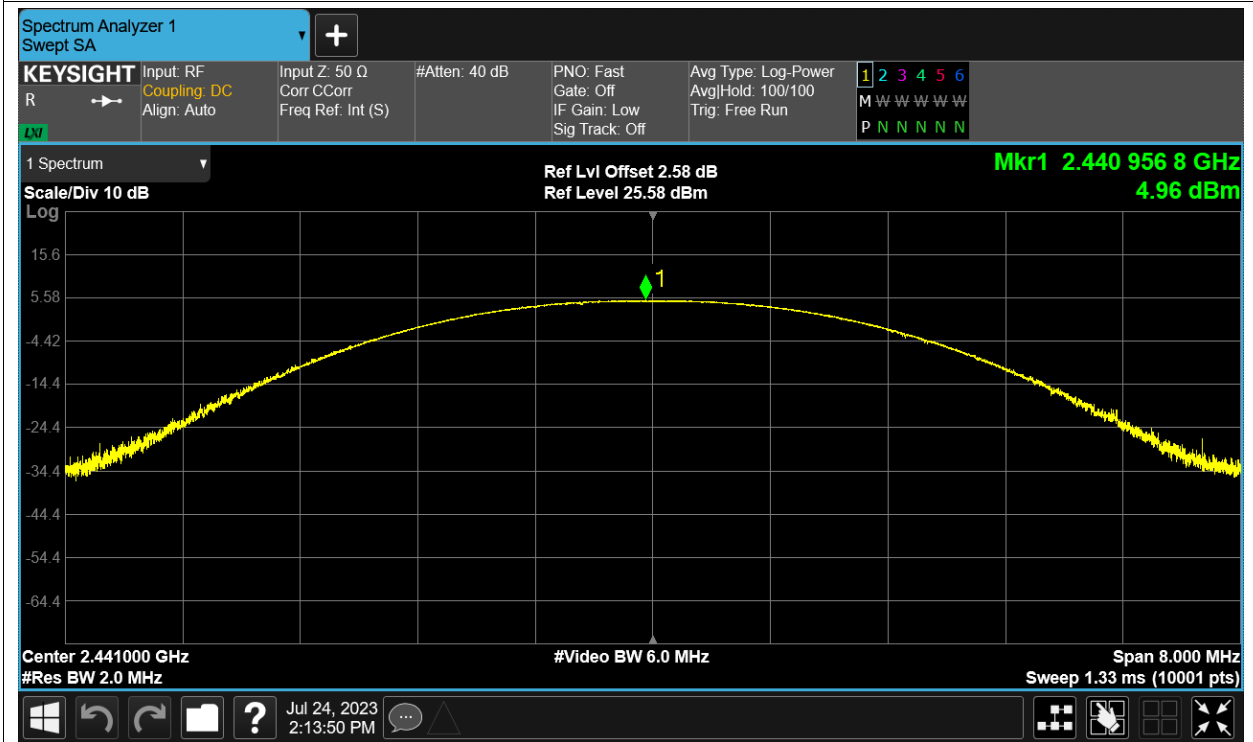 Spectrum Analyzer 1
Swept SA
+
KEYSIGHT
R
LXI
Input: RF
Coupling: DC
Align: Auto
Input Z: 50 Ω
Corr CCorr
Freq Ref: Int (S)
#Atten: 40 dB
PNO: Fast
Gate: Off
IF Gain: Low
Sig Track: Off
Avg Type: Log-Power
Avg|Hold: 100/100
Trig: Free Run
1 2 3 4 5 6
M W W W W W
P N N N N N
1 Spectrum
Scale/Div 10 dB
Log
Ref Lvl Offset 2.58 dB
Ref Level 25.58 dBm
Mkr1 2.440 956 8 GHz
4.96 dBm
15.6
5.58
-4.42
-14.4
-24.4
-34.4
-44.4
-54.4
-64.4
1
Center 2.441000 GHz
#Res BW 2.0 MHz
#Video BW 6.0 MHz
Span 8.000 MHz
Sweep 1.33 ms (10001 pts)
?
Jul 24, 2023
2:13:50 PM